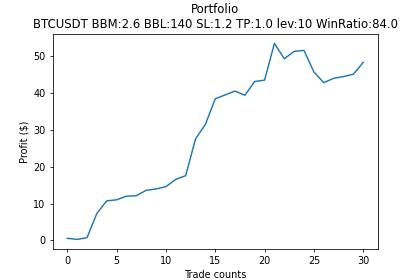 Portfolio
BTCUSDT BBM:2.6 BBL:140 SL:1.2 TP:1.0 lev:10 WinRatio:84.0
Profit ($)
50
40
30
20
10
0
0 5 10 15 20 25 30
Trade counts